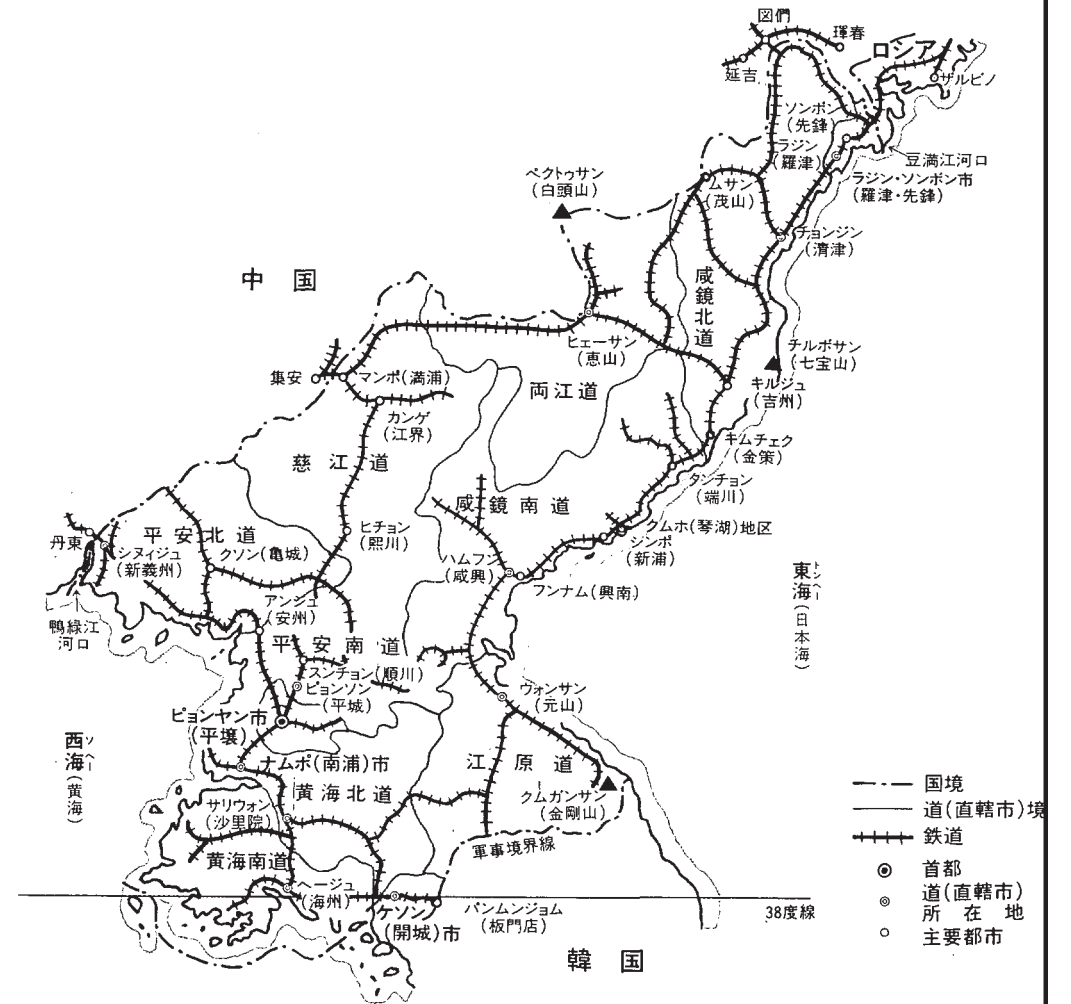 図們
琿春
ロシア
延吉
ザルビノ
ソンボン
(先鋒)
ラジン
(羅津)
豆満江河口
ラジン・ソンボン市
(羅津・先鋒)
ペクトゥサン
(白頭山)
ムサン
(茂山)
チョンジン
(清津)
中国
咸鏡北道
ヒェーサン
(恵山)
チルボサン
(七宝山)
集安
マンポ(満浦)
両江道
キルジュ
(吉州)
カンゲ
(江界)
キムチェク
(金策)
慈江道
タンチョン
(端川)
咸鏡南道
クムホ(琴湖)地区
シンポ
(新浦)
平安北道
ヒチョン
(煕川)
丹東
シヌィジュ
(新義州)
クソン(亀城)
ハムフン
(咸興)
フンナム(興南)
東海(日本海)
トンヘー
アンジュ
(安州)
鴨緑江
河口
平安南道
スンチョン(順川)
ピョンソン
(平城)
ウォンサン
(元山)
ピョンヤン市
(平壌)
西海(黄海)
ソヘー
ナムポ(南浦)市
江原道
黄海北道
クムガンサン
(金剛山)
サリウォン
(沙里院)
軍事境界線
黄海南道
ヘージュ
(海州)
ケソン
(開城)市
パンムンジョム
(板門店)
38度線
韓国
国境
道(直轄市)境
鉄道
首都
道(直轄市)
所在地
主要都市